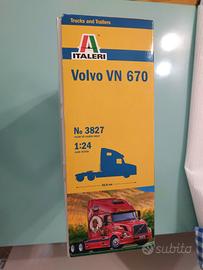 Trucks and Trailers
ITALERI
Volvo VN 670
No 3827
1:24
subito